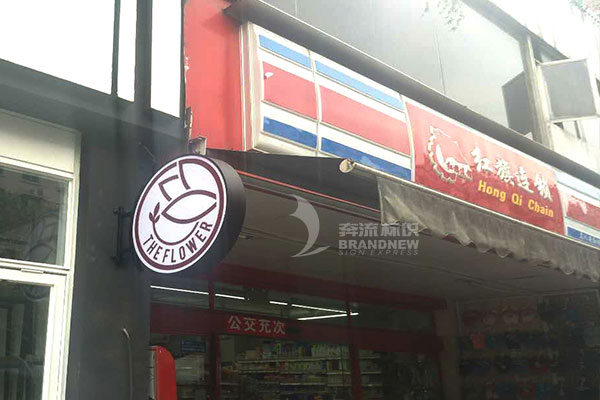 红旗连锁
Hong Qi Chain
THE FLOWER
奔流标识
BRANDNEW
SIGN EXPRESS
公交充次